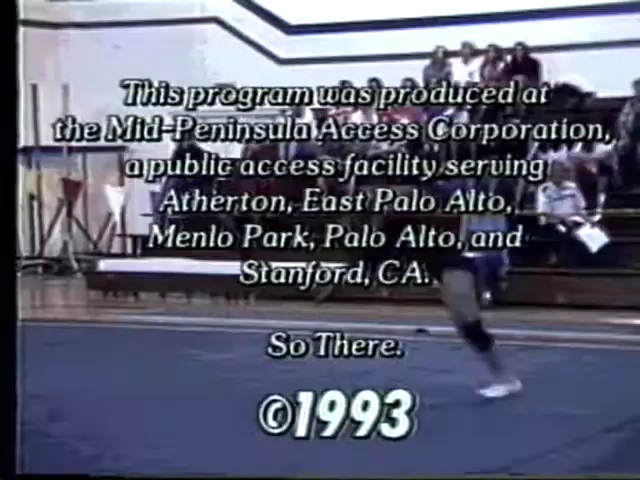 This program was produced at
the Mid-Peninsula Access Corporation,
a public access facility serving
Atherton, East Palo Alto,
Menlo Park, Palo Alto, and
Stanford, CA.
So There.
©1993